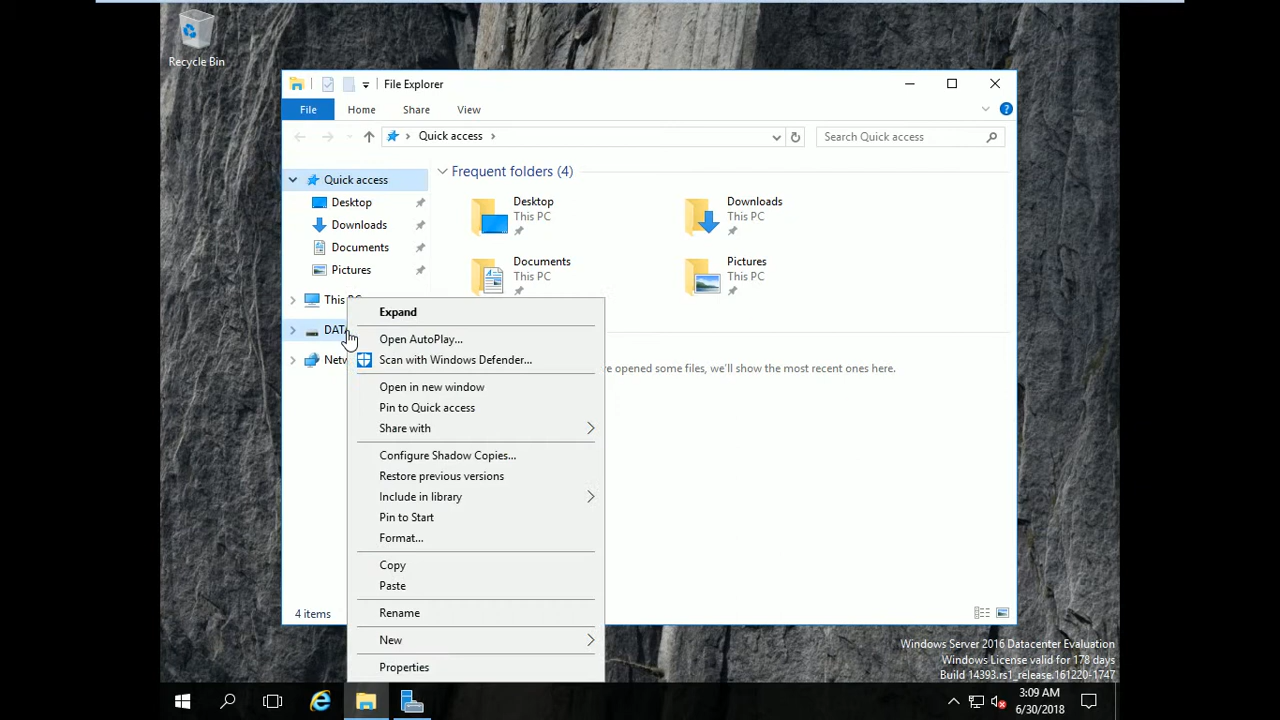 Recycle Bin
File Explorer
File
Home
Share
View
Quick access
Search Quick access
Quick access
Desktop
Downloads
Documents
Pictures
This
DATA
Frequent folders (4)
Desktop
This PC
Downloads
This PC
Documents
This PC
Pictures
This PC
opened some files, we'll show the most recent ones here.
Expand
Open AutoPlay...
Scan with Windows Defender...
Open in new window
Pin to Quick access
Share with
Configure Shadow Copies...
Restore previous versions
Include in library
Pin to Start
Format...
Copy
Paste
Rename
New
Properties
4 items
Windows Server 2016 Datacenter Evaluation
Windows License valid for 178 days
Build 14393.rs1_release.161220-1747
3:09 AM
6/30/2018